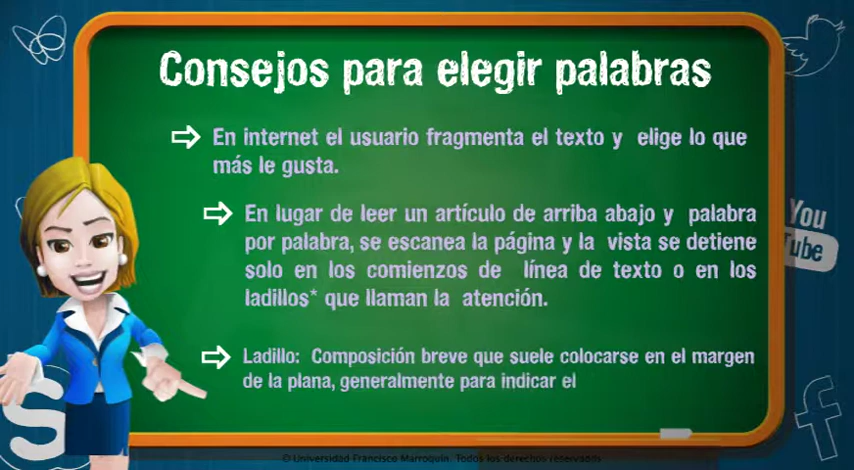 Consejos para elegir palabras
En internet el usuario fragmenta el texto y elige lo que
más le gusta.
En lugar de leer un artículo de arriba abajo y palabra
por palabra, se escanea la página y la vista se detiene
solo en los comienzos de línea de texto o en los
ladillos* que llaman la atención.
Ladillo: Composición breve que suele colocarse en el margen
de la plana, generalmente para indicar el
You
Tube
© Universidad Francisco Marroquín. Todos los derechos reservados